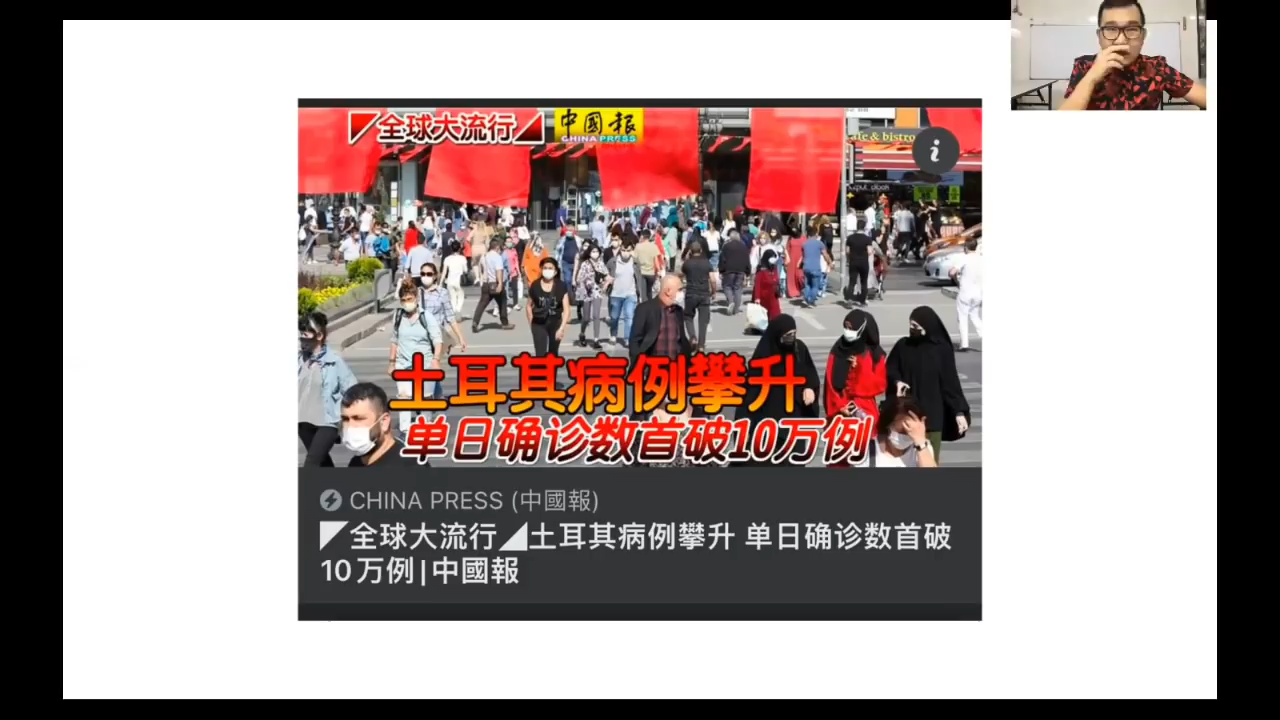 ◤全球大流行◢
中國報
CHINA PRESS
cafe & bistro
i
土耳其病例攀升
单日确诊数首破10万例
CHINA PRESS (中國報)
◤全球大流行◢土耳其病例攀升 单日确诊数首破
10万例|中國報